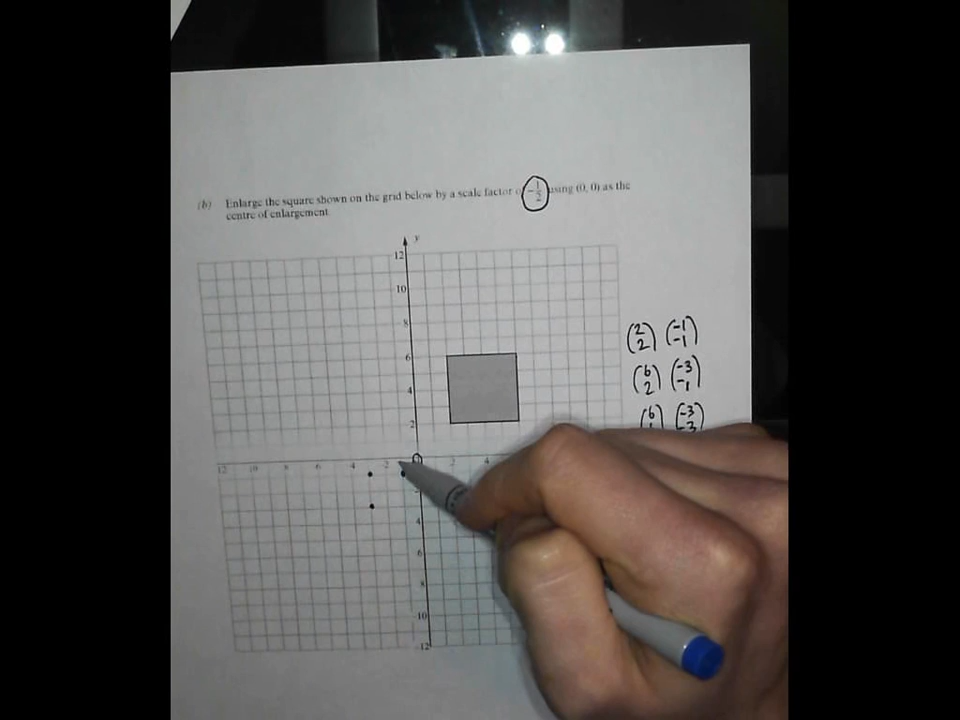 (b) Enlarge the square shown on the grid below by a scale factor -1/2 using (0, 0) as the
centre of enlargement
y
12
10
8
6
4
2
12 10 8 6 4 -2 0 2 4
4
6
8
10
-12
(2 2) (-1 -1)
(6 2) (-3 -1)
(6 (-3 -3)